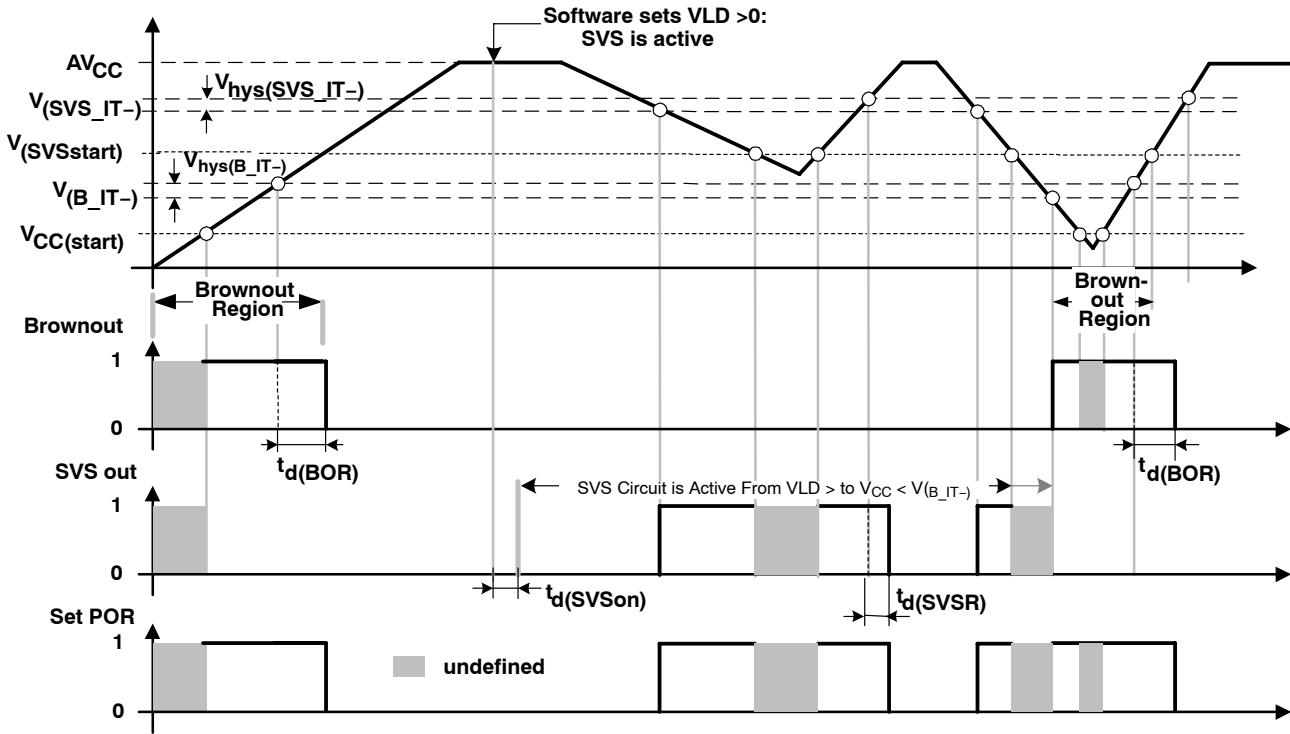 Software sets VLD >0:
SVS is active
AVCC
Vhys(SVS_IT−)
V(SVS_IT−)
V(SVSstart)
Vhys(B_IT−)
V(B_IT−)
VCC(start)
Brownout
Region
Brown-
out
Region
Brownout
1
0
td(BOR)
td(BOR)
SVS out
SVS Circuit is Active From VLD > to VCC < V(B_IT−)
1
0
td(SVSon)
td(SVSR)
Set POR
1
undefined
0